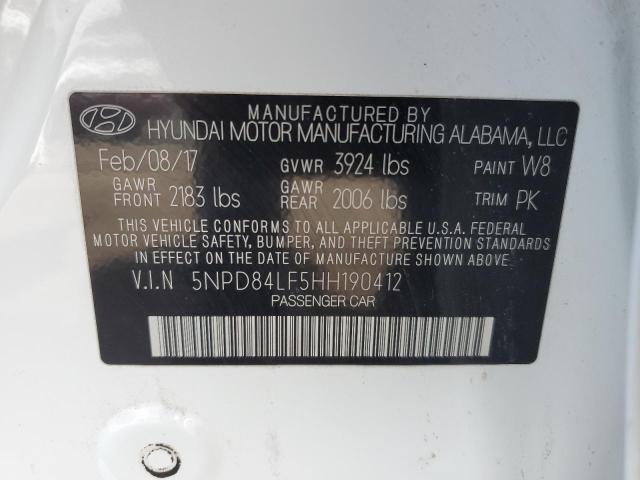 MANUFACTURED BY
HYUNDAI MOTOR MANUFACTURING ALABAMA, LLC
Feb/08/17 GVWR 3924 lbs PAINT W8
GAWR FRONT 2183 lbs GAWR REAR 2006 lbs TRIM PK
THIS VEHICLE CONFORMS TO ALL APPLICABLE U.S.A. FEDERAL
MOTOR VEHICLE SAFETY, BUMPER, AND THEFT PREVENTION STANDARDS
IN EFFECT ON THE DATE OF MANUFACTURE SHOWN ABOVE.
V.I.N 5NPD84LF5HH190412
PASSENGER CAR